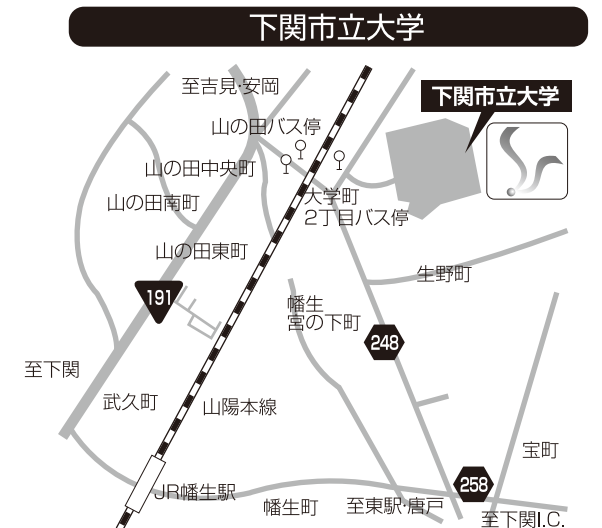 下関市立大学
至吉見・安岡
下関市立大学
山の田バス停
山の田中央町
大学町
2丁目バス停
山の田南町
山の田東町
生野町
191
幡生
宮の下町
248
至下関
武久町
山陽本線
宝町
258
JR幡生駅
幡生町
至東駅・唐戸
至下関I.C.